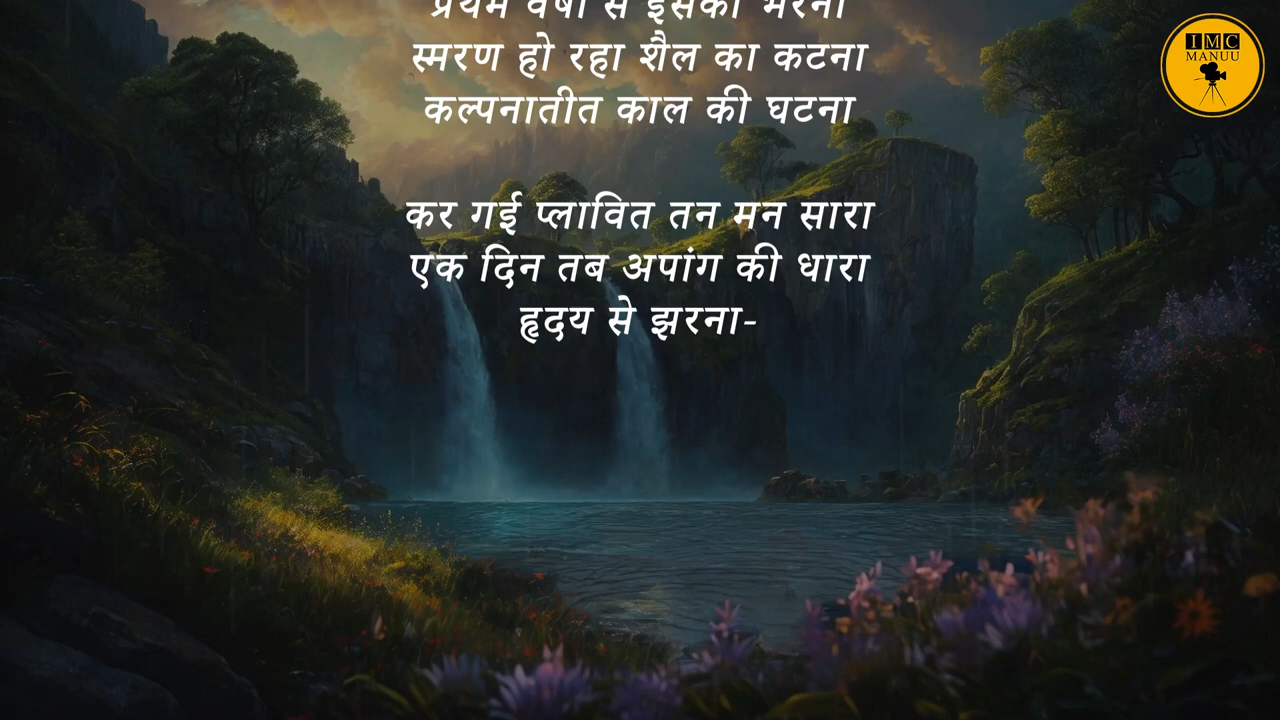 प्रथम वर्षा से इसका भरना
स्मरण हो रहा शैल का कटना
कल्पनातीत काल की घटना
कर गई प्लावित तन मन सारा
एक दिन तब अपांग की धारा
हृदय से झरना-
IMC
MANUU